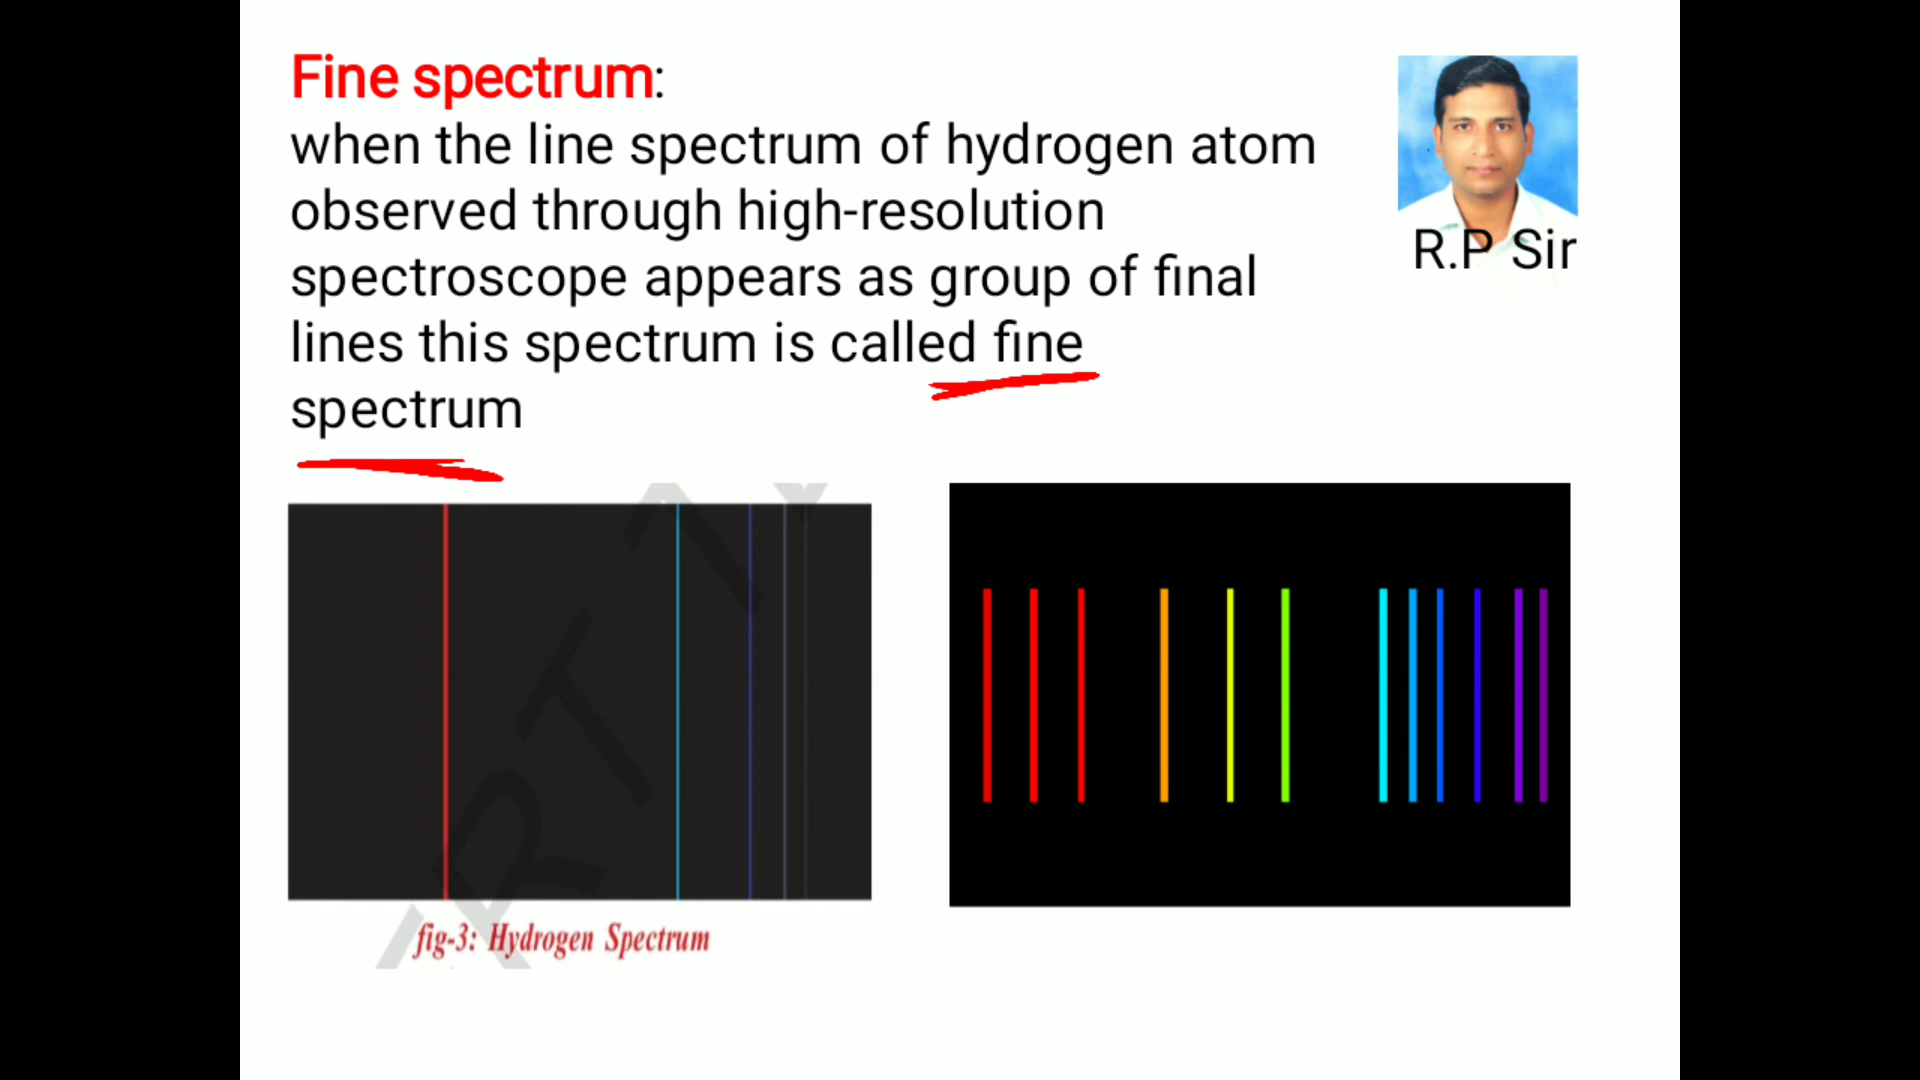 Fine spectrum:
when the line spectrum of hydrogen atom
observed through high-resolution
spectroscope appears as group of final
lines this spectrum is called fine
spectrum
R.P Sir
fig-3: Hydrogen Spectrum